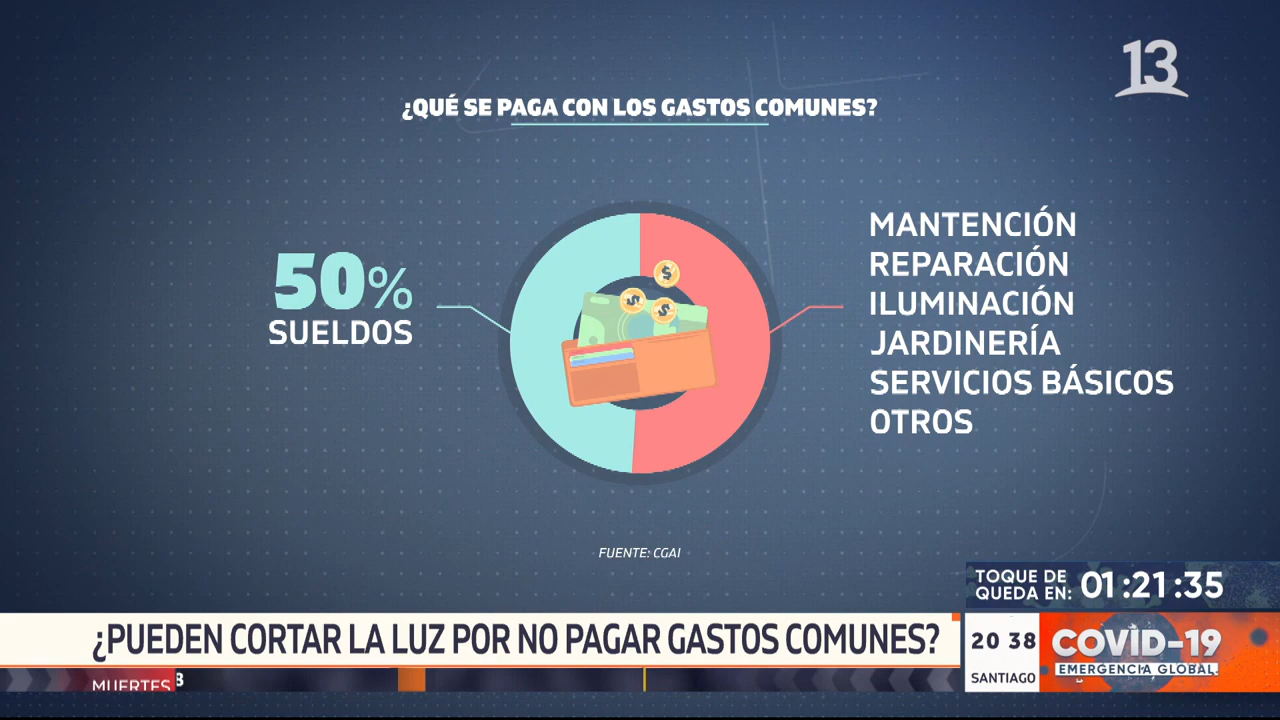 13
¿QUÉ SE PAGA CON LOS GASTOS COMUNES?
50%
SUELDOS
MANTENCIÓN
REPARACIÓN
ILUMINACIÓN
JARDINERÍA
SERVICIOS BÁSICOS
OTROS
FUENTE: CGAI
TOQUE DE
QUEDA EN: 01:21:35
¿PUEDEN CORTAR LA LUZ POR NO PAGAR GASTOS COMUNES?
20 38
SANTIAGO
COVID-19
EMERGENCIA GLOBAL
MUERTES